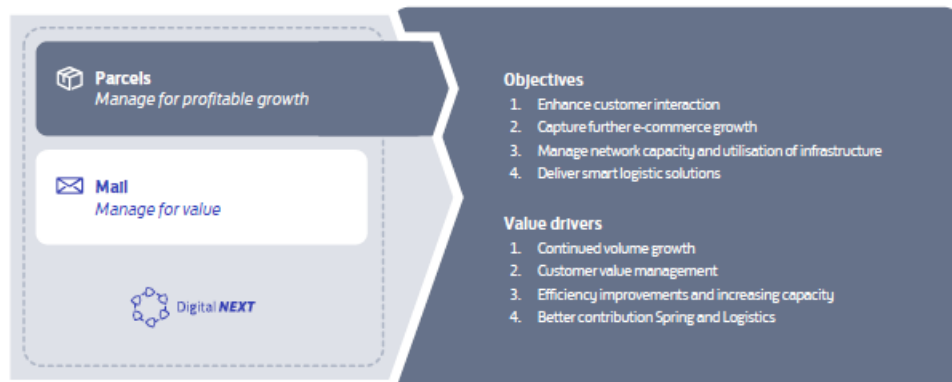 Parcels
Manage for profitable growth
Mail
Manage for value
Digital NEXT
Objectives
1. Enhance customer interaction
2. Capture further e-commerce growth
3. Manage network capacity and utilisation of infrastructure
4. Deliver smart logistic solutions
Value drivers
1. Continued volume growth
2. Customer value management
3. Efficiency improvements and increasing capacity
4. Better contribution Spring and Logistics